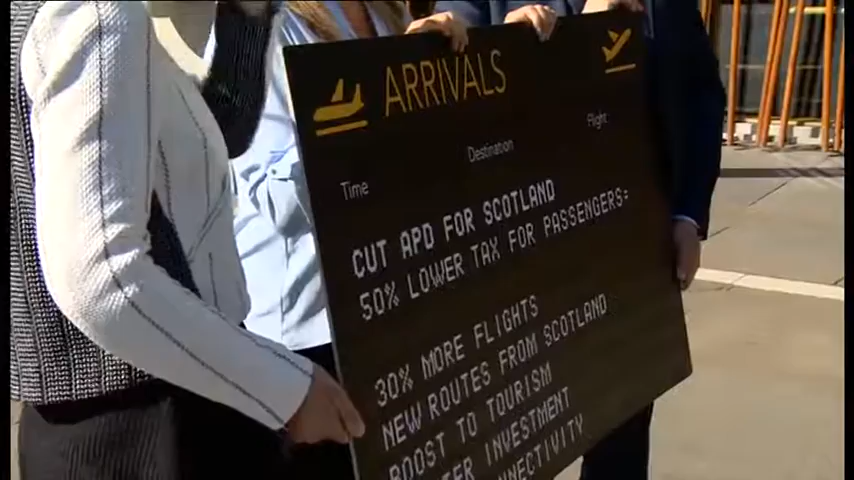 ARRIVALS
Time Destination Flight
CUT APD FOR SCOTLAND
50% LOWER TAX FOR PASSENGERS:
30% MORE FLIGHTS
NEW ROUTES FROM SCOTLAND
BOOST TO TOURISM
INVESTMENT